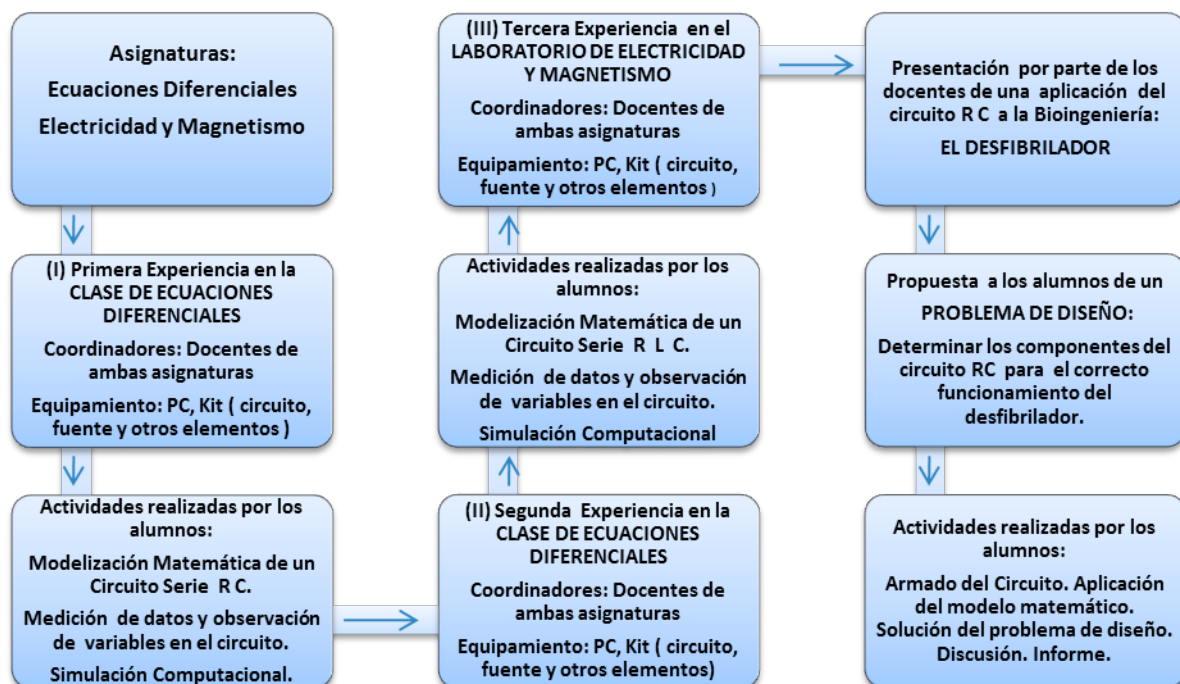 Asignaturas:
Ecuaciones Diferenciales
Electricidad y Magnetismo
(I) Primera Experiencia en la
CLASE DE ECUACIONES
DIFERENCIALES
Coordinadores: Docentes de
ambas asignaturas
Equipamiento: PC, Kit ( circuito,
fuente y otros elementos )
Actividades realizadas por los
alumnos:
Modelización Matemática de un
Circuito Serie R C.
Medición de datos y observación
de variables en el circuito.
Simulación Computacional.
(II) Segunda Experiencia en la
CLASE DE ECUACIONES
DIFERENCIALES
Coordinadores: Docentes de
ambas asignaturas
Equipamiento: PC, Kit ( circuito,
fuente y otros elementos)
Actividades realizadas por los
alumnos:
Modelización Matemática de un
Circuito Serie R L C.
Medición de datos y observación
de variables en el circuito.
Simulación Computacional
(III) Tercera Experiencia en el
LABORATORIO DE ELECTRICIDAD
Y MAGNETISMO
Coordinadores: Docentes de
ambas asignaturas
Equipamiento: PC, Kit ( circuito,
fuente y otros elementos )
Presentación por parte de los
docentes de una aplicación del
circuito R C a la Bioingeniería:
EL DESFIBRILADOR
Propuesta a los alumnos de un
PROBLEMA DE DISEÑO:
Determinar los componentes del
circuito RC para el correcto
funcionamiento del
desfibrilador.
Actividades realizadas por los
alumnos:
Armado del Circuito. Aplicación
del modelo matemático.
Solución del problema de diseño.
Discusión. Informe.